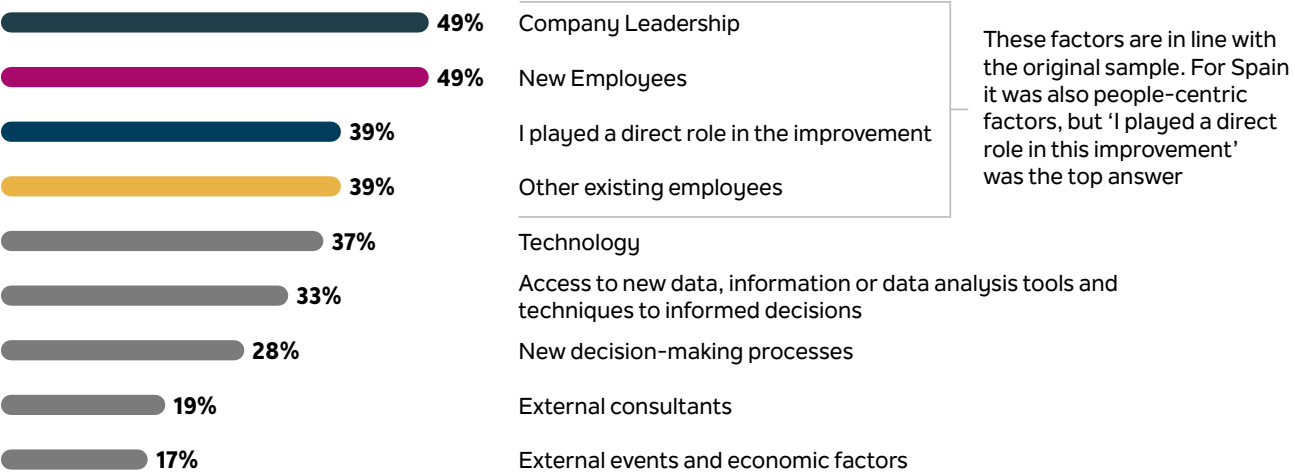 49% Company Leadership
49% New Employees
39% I played a direct role in the improvement
39% Other existing employees
These factors are in line with
the original sample. For Spain
it was also people-centric
factors, but ‘I played a direct
role in this improvement’
was the top answer
37% Technology
33% Access to new data, information or data analysis tools and
techniques to informed decisions
28% New decision-making processes
19% External consultants
17% External events and economic factors